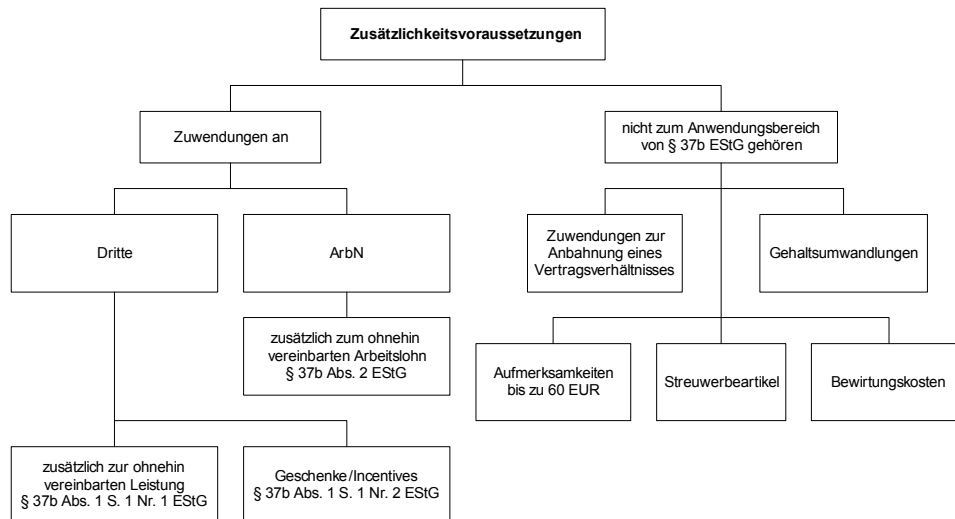 Zusätzlichkeitsvoraussetzungen
Zuwendungen an
nicht zum Anwendungsbereich
von § 37b EStG gehören
Dritte
ArbN
Zuwendungen zur
Anbahnung eines
Vertragsverhältnisses
Gehaltsumwandlungen
zusätzlich zum ohnehin
vereinbarten Arbeitslohn
§ 37b Abs. 2 EStG
Aufmerksamkeiten
bis zu 60 EUR
Streuwerbeartikel
Bewirtungskosten
zusätzlich zur ohnehin
vereinbarten Leistung
§ 37b Abs. 1 S. 1 Nr. 1 EStG
Geschenke/Incentives
§ 37b Abs. 1 S. 1 Nr. 2 EStG